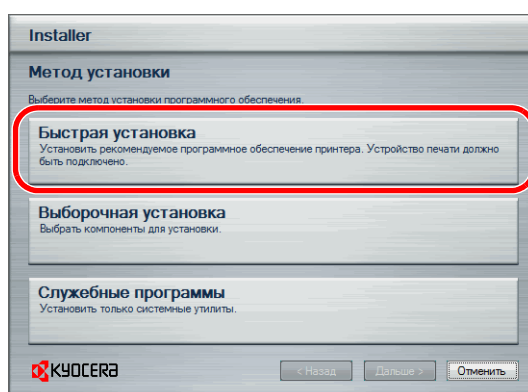 Installer
Метод установки
Выберите метод установки программного обеспечения.
Быстрая установка
Установить рекомендуемое программное обеспечение принтера. Устройство печати должно
быть подключено.
Выборочная установка
Выбрать компоненты для установки.
Служебные программы
Установить только системные утилиты.
KYOCERA
< Назад
Дальше >
Отменить